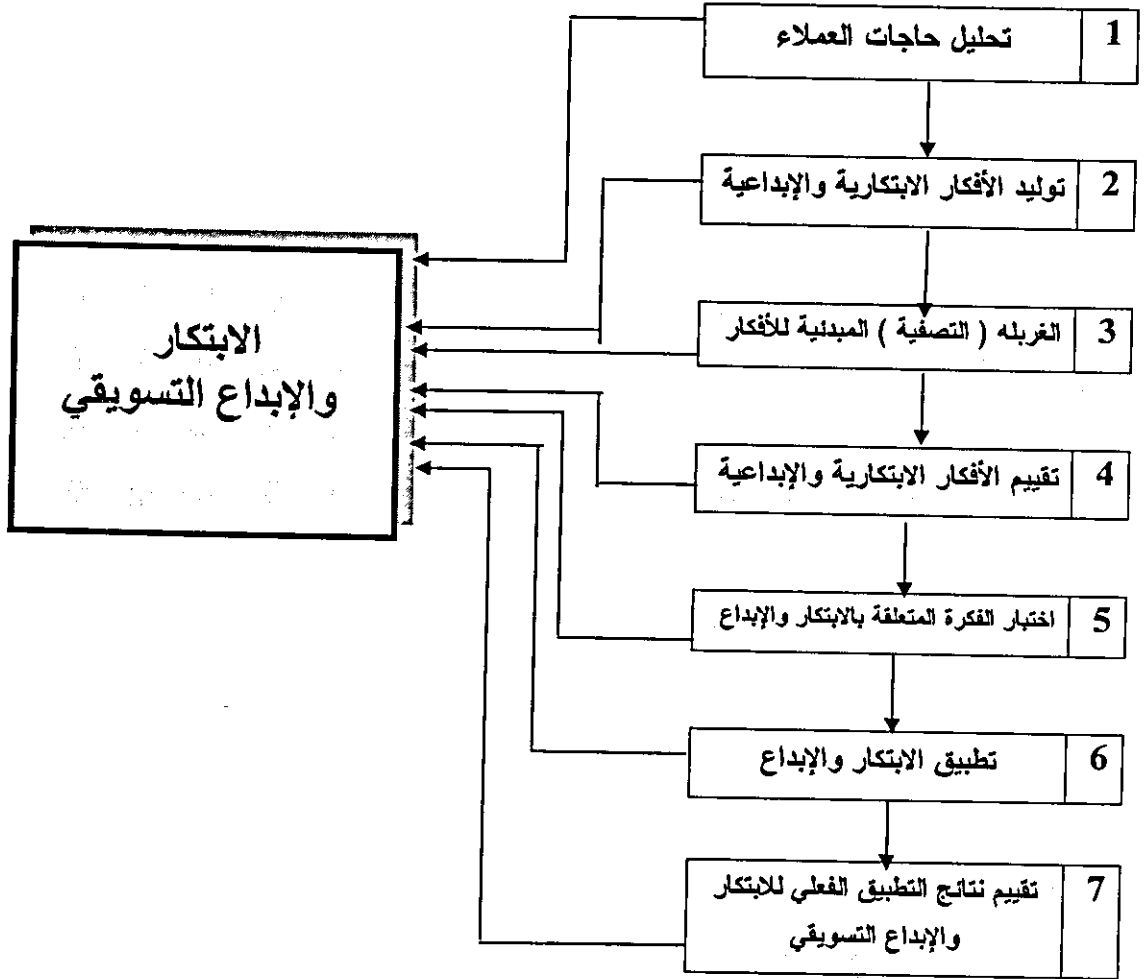 1 تحليل حاجات العملاء
2 توليد الأفكار الابتكارية والإبداعية
3 الغربله ( التصفية ) المبدئية للأفكار
الابتكار
والإبداع التسويقي
4 تقييم الأفكار الابتكارية والإبداعية
5 اختبار الفكرة المتعلقة بالابتكار والإبداع
6 تطبيق الابتكار والإبداع
7 تقييم نتائج التطبيق الفعلي للابتكار
والإبداع التسويقي